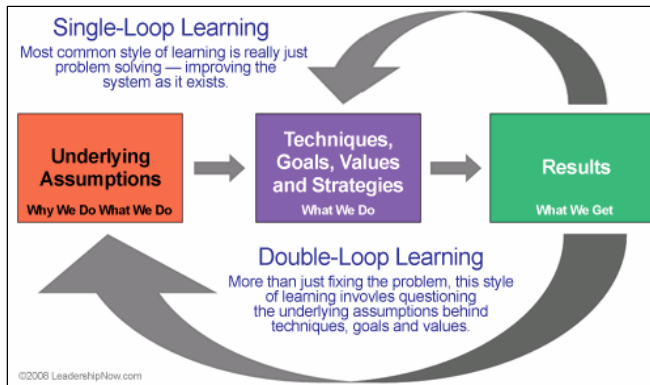 Single-Loop Learning
Most common style of learning is really just
problem solving — improving the
system as it exists.
Underlying
Assumptions
Why We Do What We Do
Techniques,
Goals, Values
and Strategies
What We Do
Results
What We Get
Double-Loop Learning
More than just fixing the problem, this style
of learning invovles questioning
the underlying assumptions behind
techniques, goals and values.
©2008 LeadershipNow.com